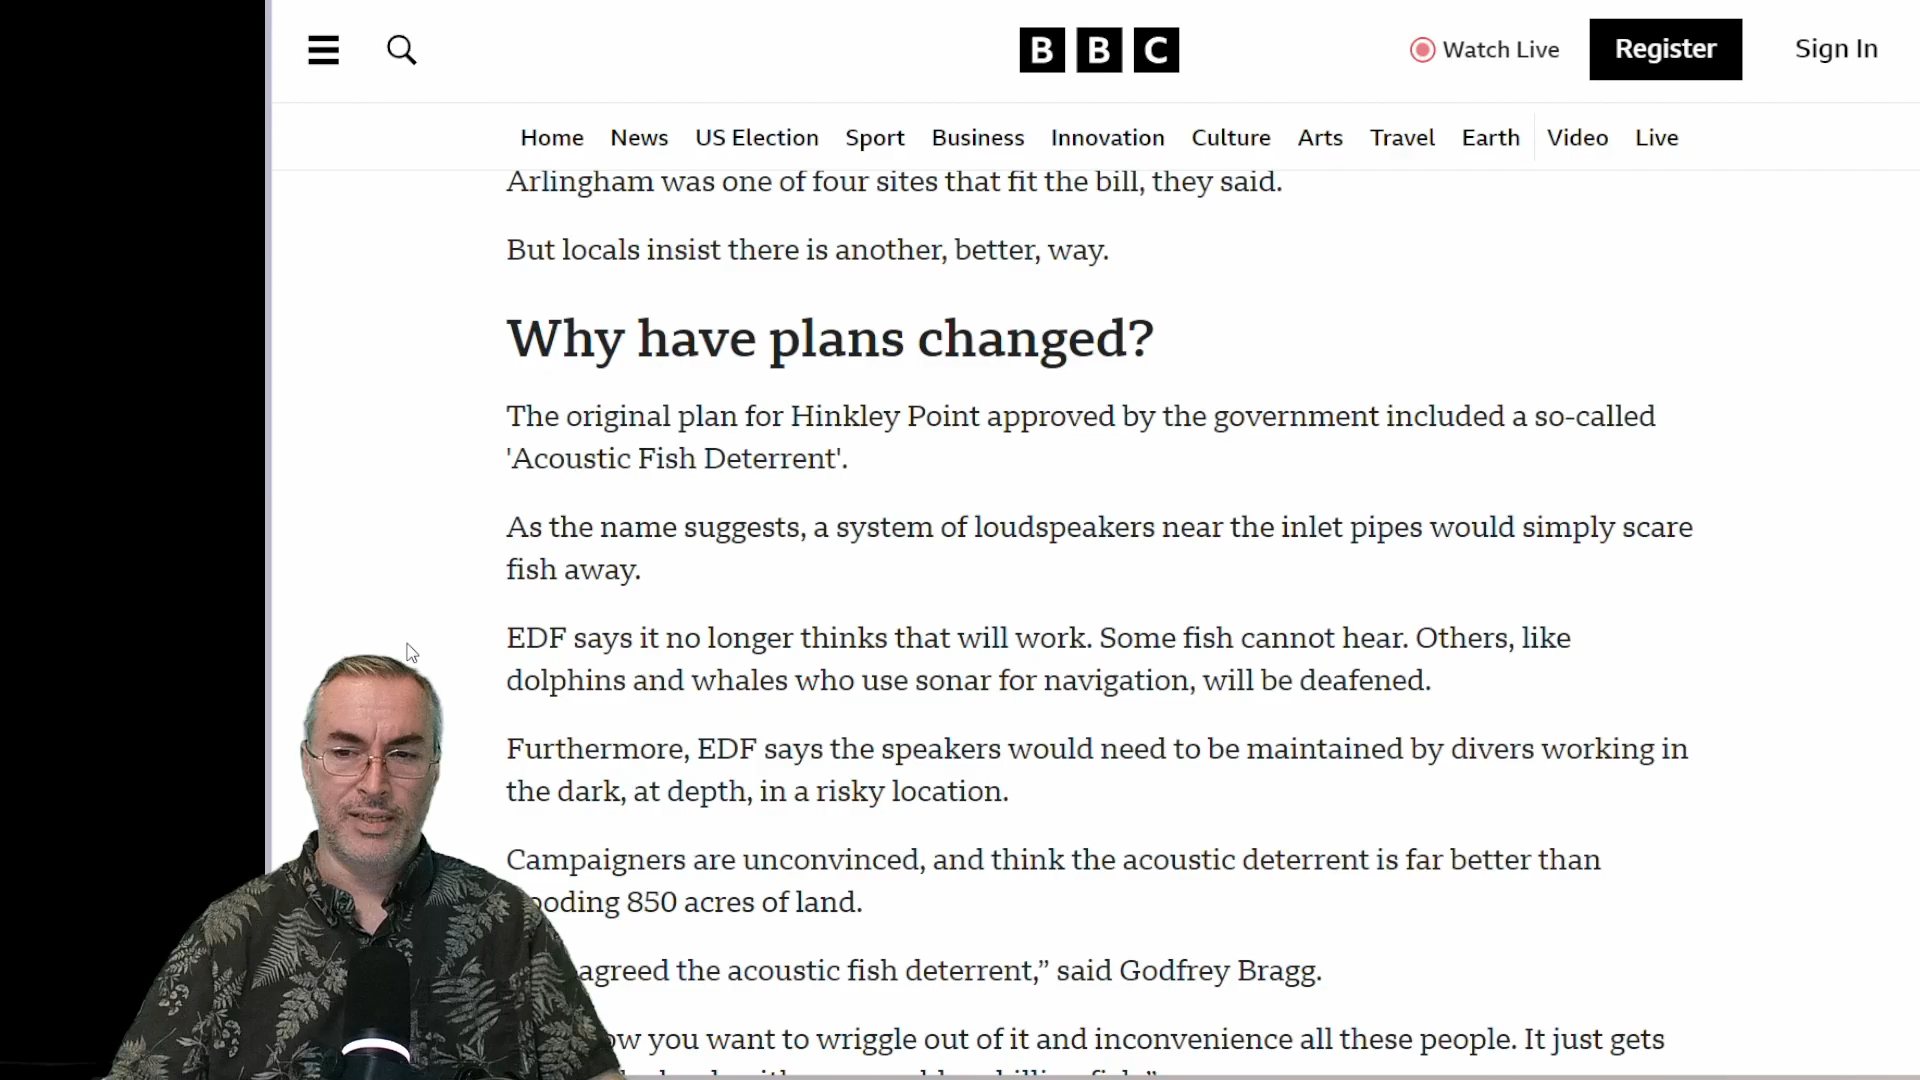 BBC
Watch Live
Register
Sign In
Home News US Election Sport Business Innovation Culture Arts Travel Earth Video Live
Arlingham was one of four sites that fit the bill, they said.
But locals insist there is another, better, way.
Why have plans changed?
The original plan for Hinkley Point approved by the government included a so-called
'Acoustic Fish Deterrent'.
As the name suggests, a system of loudspeakers near the inlet pipes would simply scare
fish away.
EDF says it no longer thinks that will work. Some fish cannot hear. Others, like
dolphins and whales who use sonar for navigation, will be deafened.
Furthermore, EDF says the speakers would need to be maintained by divers working in
the dark, at depth, in a risky location.
Campaigners are unconvinced, and think the acoustic deterrent is far better than
850 acres of land.
agreed the acoustic fish deterrent,” said Godfrey Bragg.
you want to wriggle out of it and inconvenience all these people. It just gets